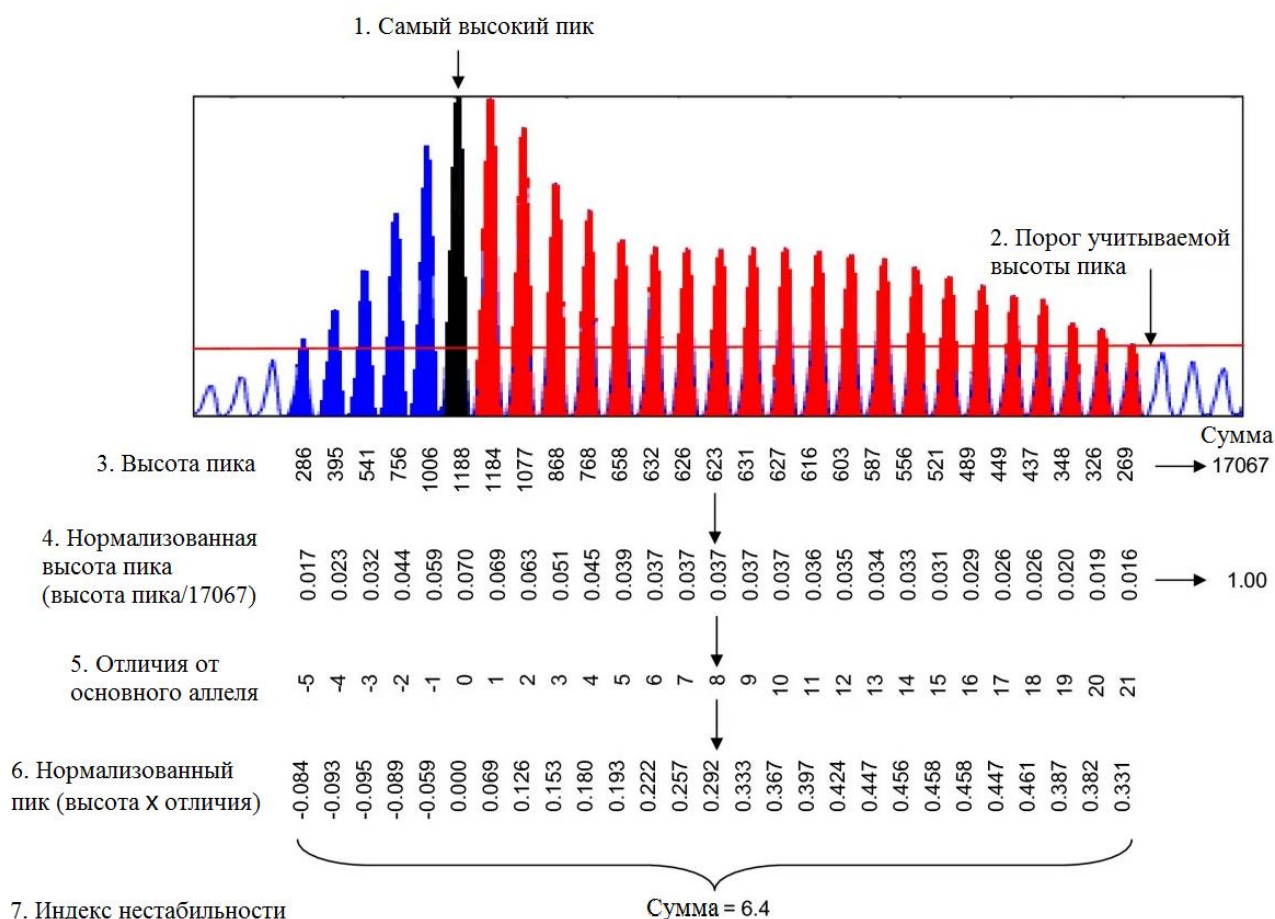 1. Самый высокий пик
2. Порог учитываемой
высоты пика
Сумма
3. Высота пика 286 395 541 756 1006 1188 1184 1077 868 768 658 632 626 623 631 627 616 603 587 556 521 489 449 437 348 326 269 17067
4. Нормализованная
высота пика
(высота пика/17067) 0.017 0.023 0.032 0.044 0.059 0.070 0.069 0.063 0.051 0.045 0.039 0.037 0.037 0.037 0.037 0.037 0.036 0.035 0.034 0.033 0.031 0.029 0.026 0.026 0.020 0.019 0.016 1.00
5. Отличия от
основного аллеля -5 -4 -3 -2 -1 0 1 2 3 4 5 6 7 8 9 10 11 12 13 14 15 16 17 18 19 20 21
6. Нормализованный
пик (высота х отличия) -0.084 -0.093 -0.095 -0.089 -0.059 0.000 0.069 0.126 0.153 0.180 0.193 0.222 0.257 0.292 0.333 0.367 0.397 0.424 0.447 0.456 0.458 0.458 0.447 0.461 0.387 0.382 0.331
7. Индекс нестабильности Сумма = 6.4